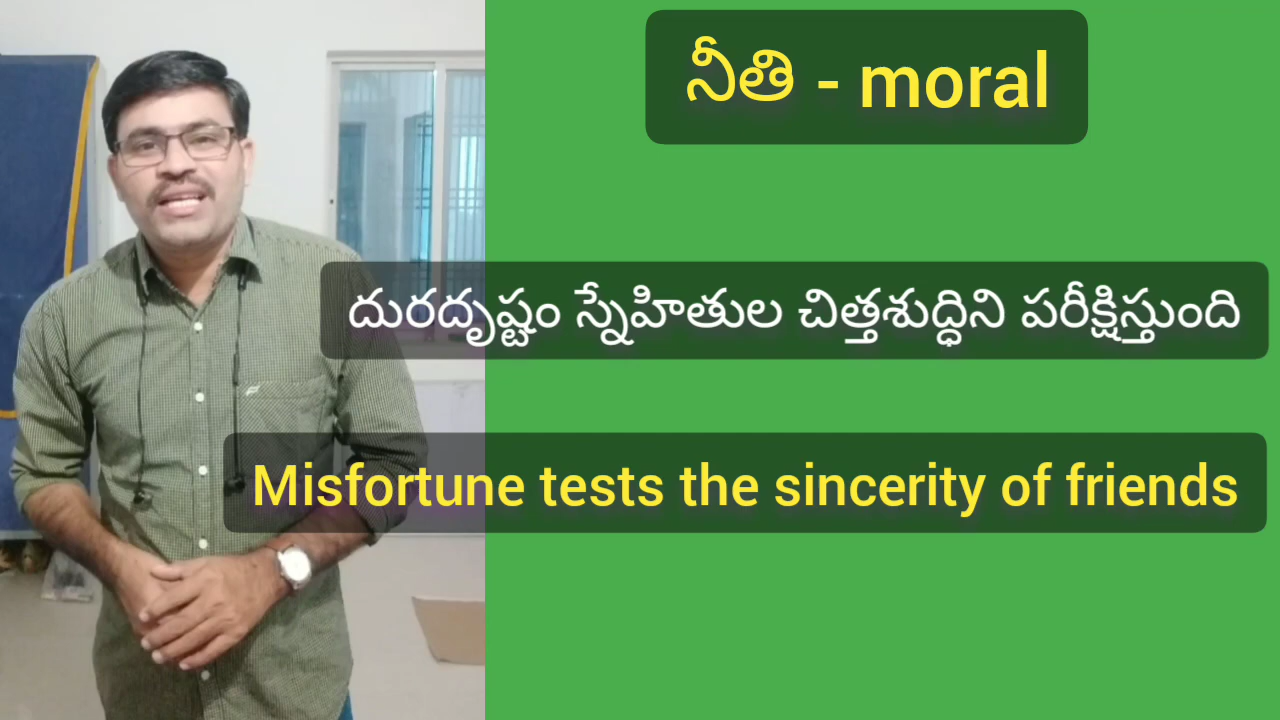 నీతి - moral
దురదృష్టం స్నేహితుల చిత్తశుద్ధిని పరీక్షిస్తుంది
Misfortune tests the sincerity of friends